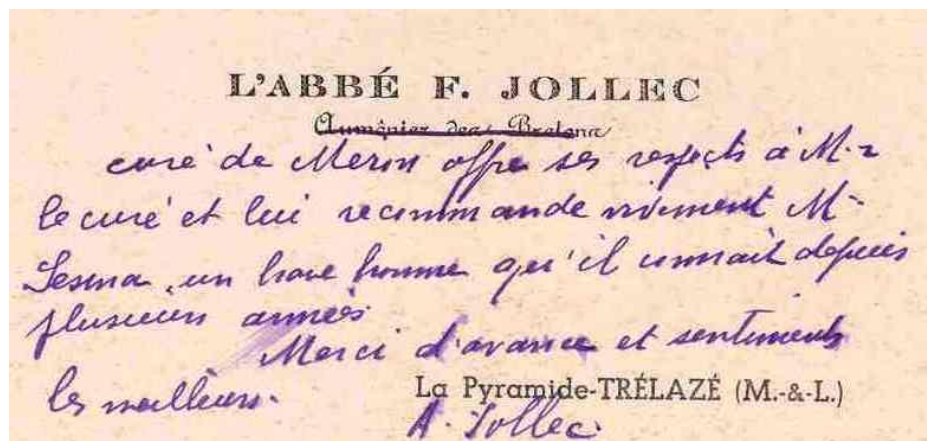 L'ABBÉ F. JOLLEC
Aumônier des Bretons
curé de Meron offre ses respects à M-r
le curé et lui recommande vivement M-
Sesma, un brave homme qu'il connait depuis
plusieurs années
Merci d'avance et sentiments
les meilleurs.
La Pyramide-TRÉLAZÉ (M.-&-L.)
A. Jollec.